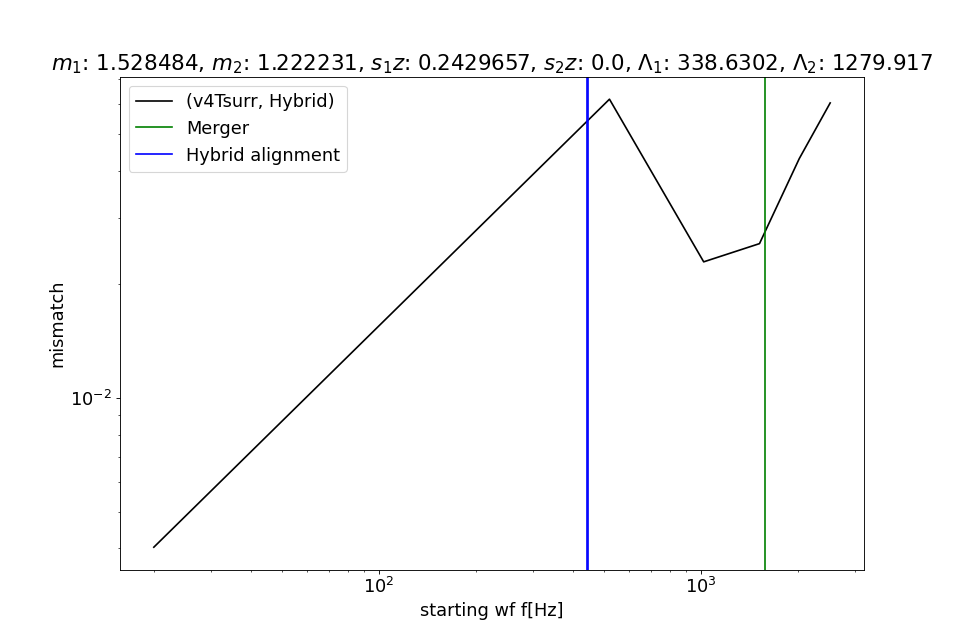 m₁: 1.528484, m₂: 1.222231, s₁z: 0.2429657, s₂z: 0.0, Λ₁: 338.6302, Λ₂: 1279.917
(v4Tsurr, Hybrid)
Merger
Hybrid alignment
mismatch
10⁻²
10²
10³
starting wf f[Hz]